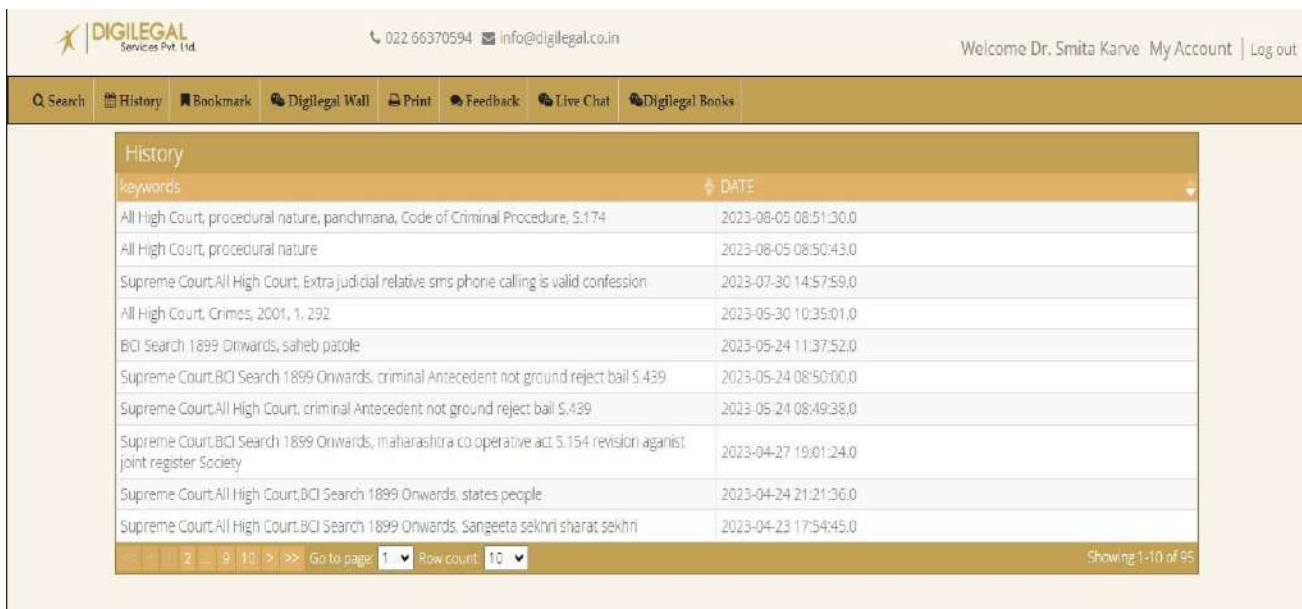 DIGILEGAL
Services Pvt. Ltd.
022 66370594 info@digilegal.co.in
Welcome Dr. Smita Karve My Account | Log out
Search History Bookmark Digilegal Wall Print Feedback Live Chat Digilegal Books
History
keywords DATE
All High Court, procedural nature, panchmana, Code of Criminal Procedure, S.174 2023-08-05 08:51:30.0
All High Court, procedural nature 2023-08-05 08:50:43.0
Supreme Court,All High Court, Extra judicial relative sms phone calling is valid confession 2023-07-30 14:57:59.0
All High Court, Crimes, 2001, 1, 292 2023-05-30 10:35:01.0
BCI Search 1899 Onwards, saheb patole 2023-05-24 11:37:52.0
Supreme Court,BCI Search 1899 Onwards, criminal Antecedent not ground reject bail S.439 2023-05-24 08:50:00.0
Supreme Court,All High Court, criminal Antecedent not ground reject bail S.439 2023-05-24 08:49:38.0
Supreme Court,BCI Search 1899 Onwards, maharashtra co operative act S.154 revision aganist
joint register Society 2023-04-27 19:01:24.0
Supreme Court,All High Court,BCI Search 1899 Onwards, states people 2023-04-24 21:21:36.0
Supreme Court,All High Court,BCI Search 1899 Onwards, Sangeeta sekhri sharat sekhri 2023-04-23 17:54:45.0
<< < 1 2 ... 9 10 > >> Go to page: 1 Row count: 10 Showing 1-10 of 95